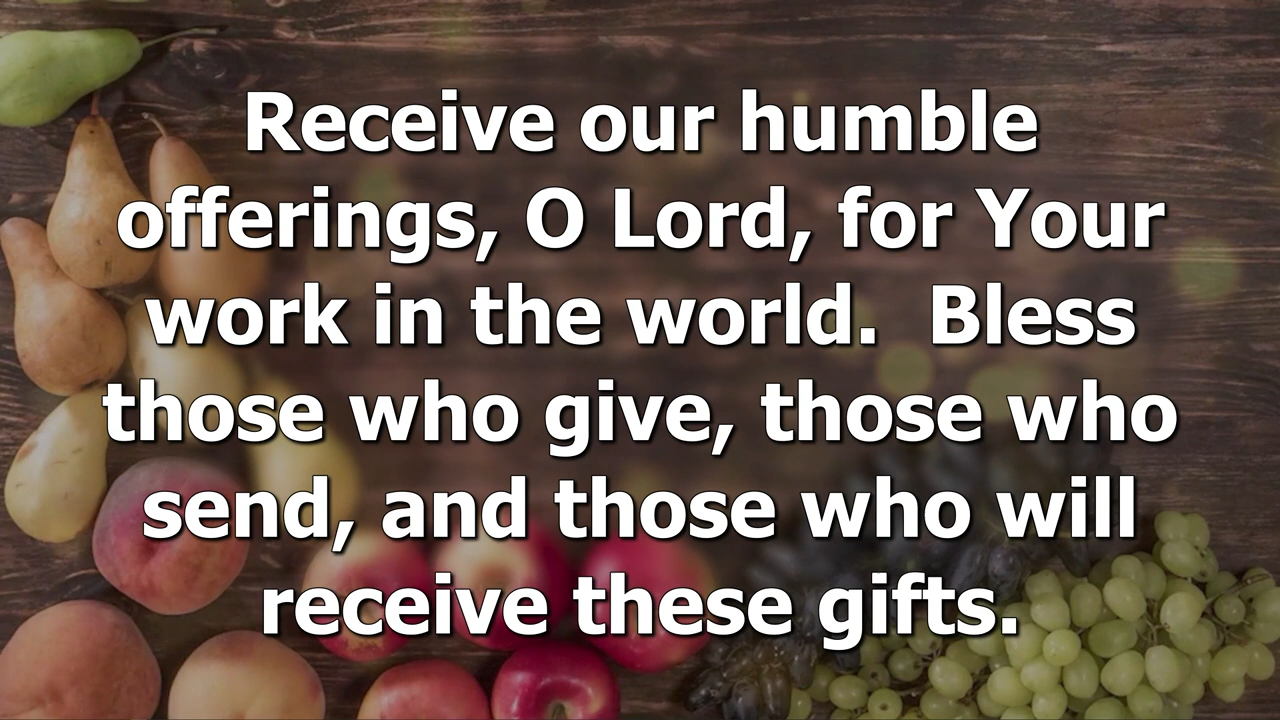 Receive our humble
offerings, O Lord, for Your
work in the world.  Bless
those who give, those who
send, and those who will
receive these gifts.